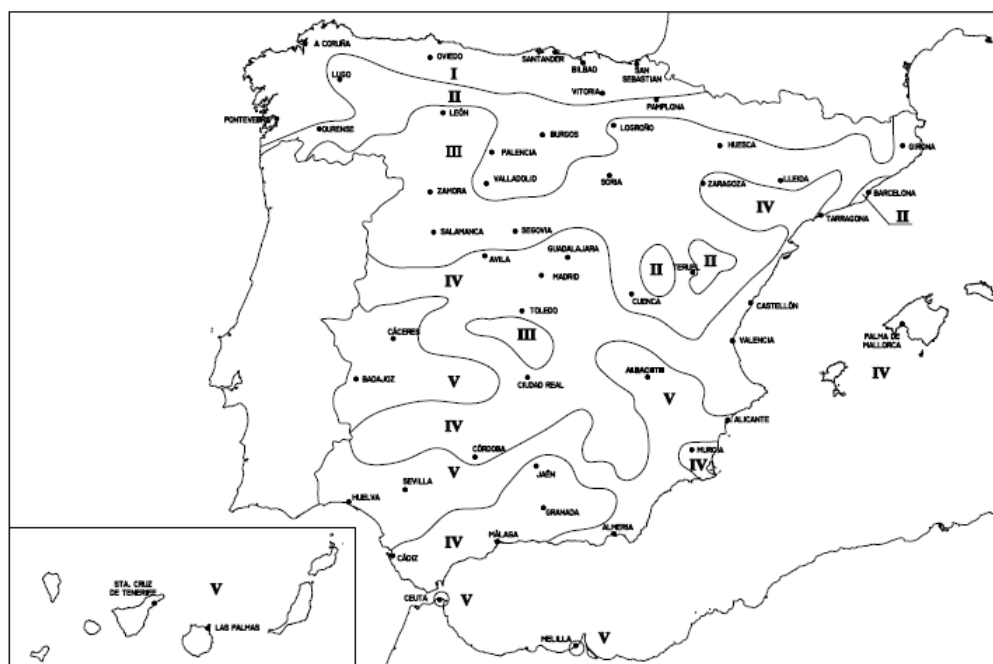 A CORUÑA
OVIEDO
SANTANDER
BILBAO
SAN
SEBASTIAN
LUGO
I
VITORIA
PAMPLONA
II
LEÓN
PONTEVEDRA
OURENSE
LOGROÑO
BURGOS
III
PALENCIA
HUESCA
GIRONA
VALLADOLID
SORIA
ZARAGOZA
LLEIDA
ZAMORA
BARCELONA
IV
TARRAGONA
II
SALAMANCA
SEGOVIA
GUADALAJARA
AVILA
II
II
TERUEL
IV
MADRID
CUENCA
CASTELLÓN
TOLEDO
CÁCERES
III
VALENCIA
PALMA DE
MALLORCA
IV
BADAJOZ
V
CIUDAD REAL
ALBACETE
V
IV
ALICANTE
CÓRDOBA
MURCIA
IV
V
JAÉN
SEVILLA
HUELVA
GRANADA
ALMERIA
IV
MÁLAGA
CÁDIZ
CEUTA
V
MELILLA
V
STA. CRUZ
DE TENERIFE
V
LAS PALMAS